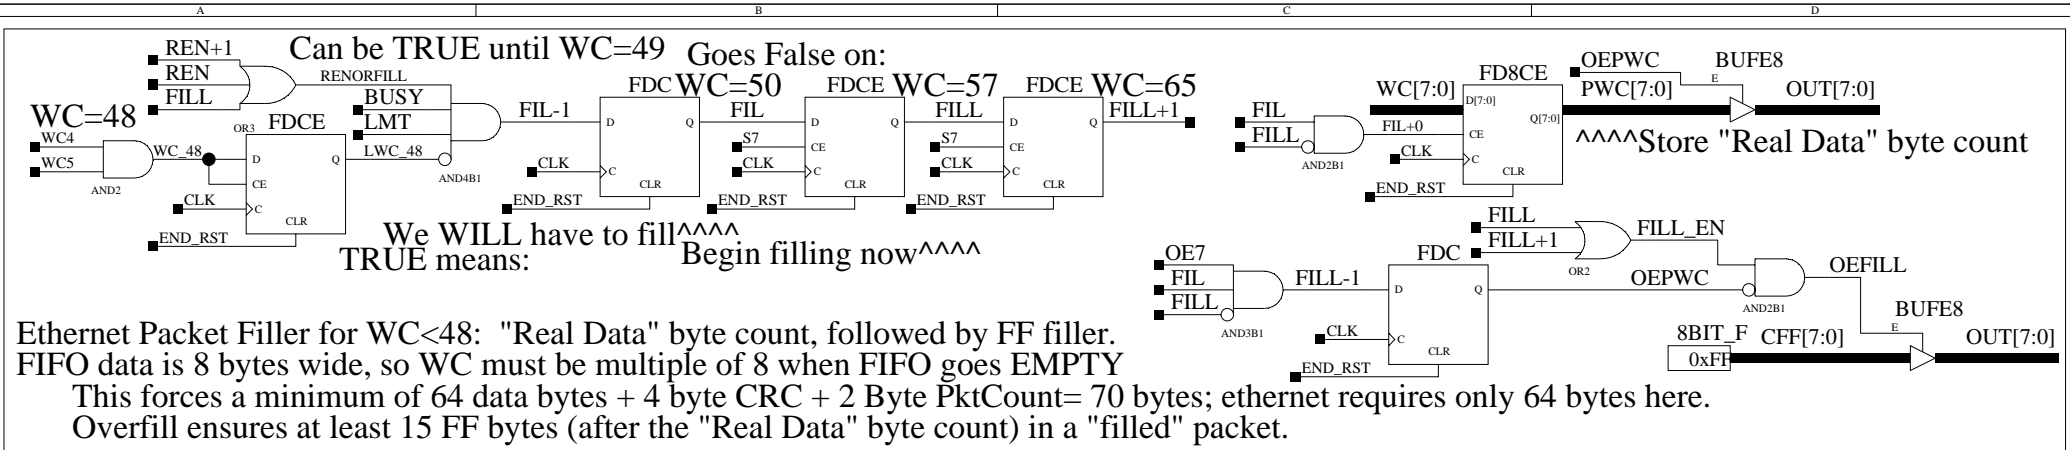 A B C D
Can be TRUE until WC=49 Goes False on:
REN+1
REN
FILL
RENORFILL
OR3
WC=48
WC4
WC5
AND2
WC_48
FDCE
D Q
CE
C
CLR
CLK
END_RST
LWC_48
BUSY
LMT
AND4B1
FIL-1
FDC WC=50
D Q
C
CLR
CLK
END_RST
FIL
FDCE WC=57
D Q
S7 CE
CLK C
CLR
END_RST
FILL
FDCE WC=65
D Q
S7 CE
CLK C
CLR
END_RST
FILL+1
We WILL have to fill^^^^
TRUE means:
Begin filling now^^^^
FIL
FILL
AND2B1
FIL+0
WC[7:0]
FD8CE
D[7:0]
Q[7:0]
CE
C
CLR
CLK
END_RST
OEPWC BUFE8
E
PWC[7:0] OUT[7:0]
^^^^Store "Real Data" byte count
OE7
FIL
FILL
AND3B1
FILL-1
FDC
D Q
C
CLR
CLK
END_RST
FILL
FILL+1
OR2
FILL_EN
OEPWC
AND2B1
OEFILL
BUFE8
E
8BIT_F
0xFF
CFF[7:0] OUT[7:0]
Ethernet Packet Filler for WC<48: "Real Data" byte count, followed by FF filler.
FIFO data is 8 bytes wide, so WC must be multiple of 8 when FIFO goes EMPTY
This forces a minimum of 64 data bytes + 4 byte CRC + 2 Byte PktCount= 70 bytes; ethernet requires only 64 bytes here.
Overfill ensures at least 15 FF bytes (after the "Real Data" byte count) in a "filled" packet.